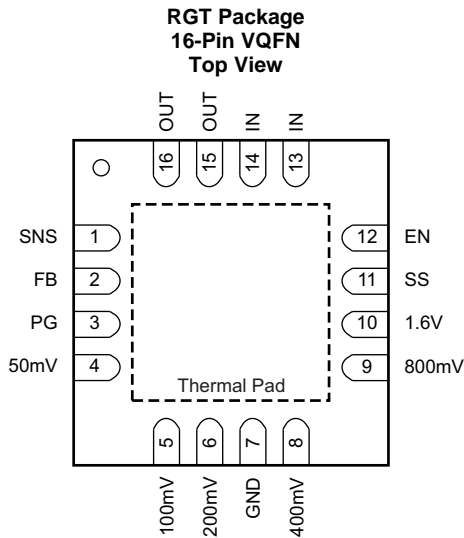 RGT Package
16-Pin VQFN
Top View
OUT OUT IN IN
16 15 14 13
SNS 1
12 EN
FB 2
11 SS
PG 3
10 1.6V
50mV 4
9 800mV
Thermal Pad
5 6 7 8
100mV 200mV GND 400mV